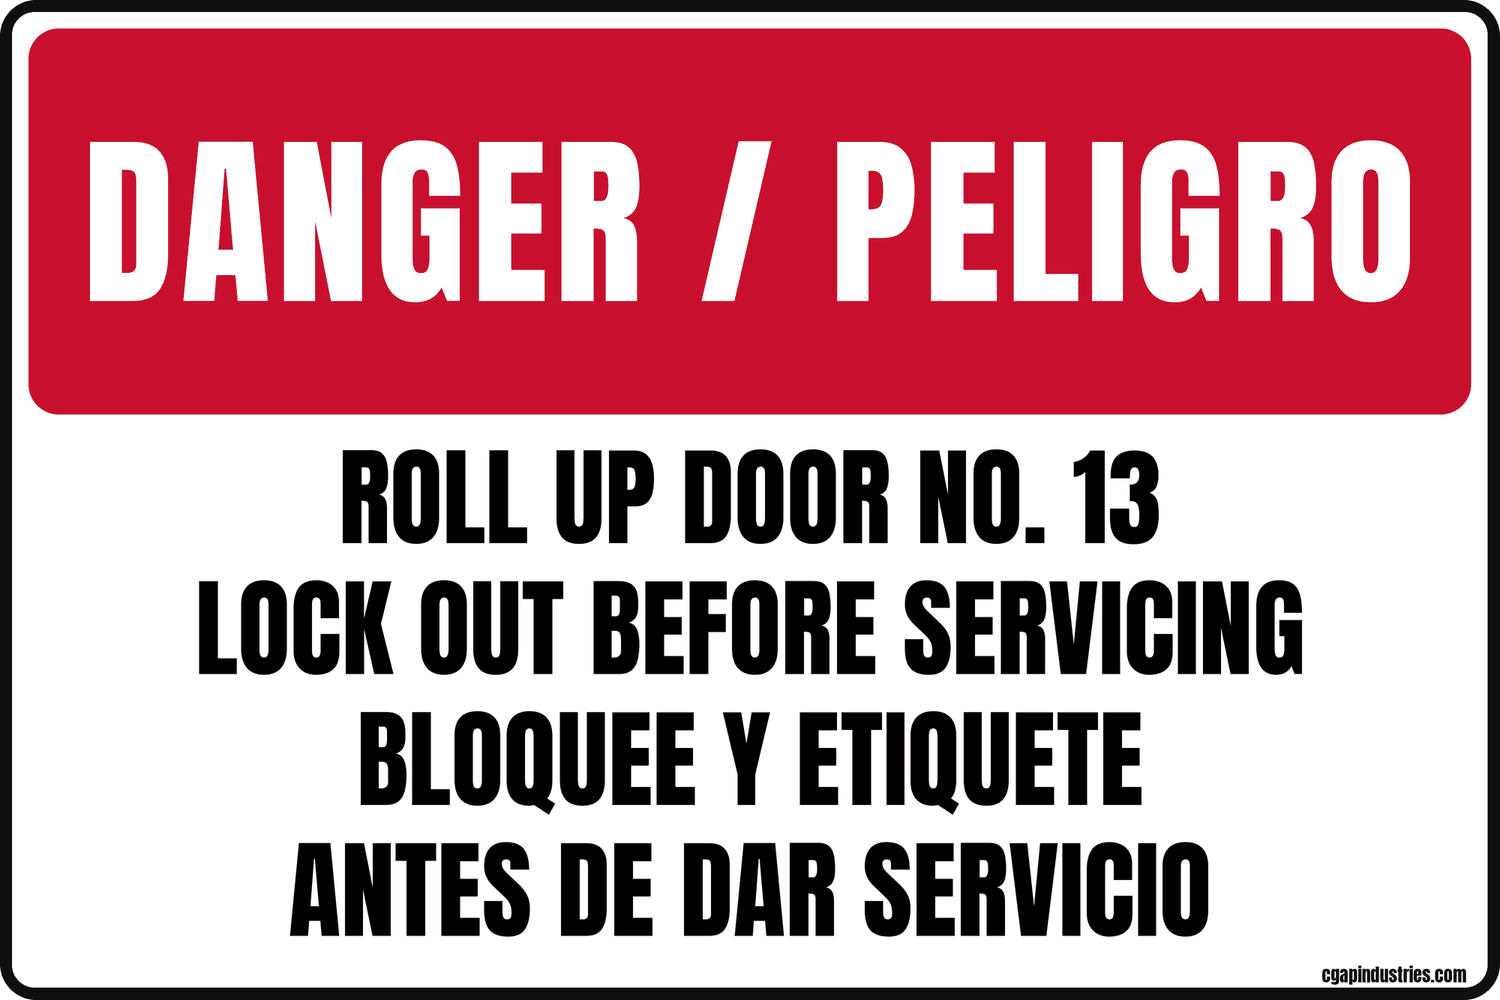 DANGER / PELIGRO
ROLL UP DOOR NO. 13
LOCK OUT BEFORE SERVICING
BLOQUEE Y ETIQUETE
ANTES DE DAR SERVICIO
cgapindustries.com